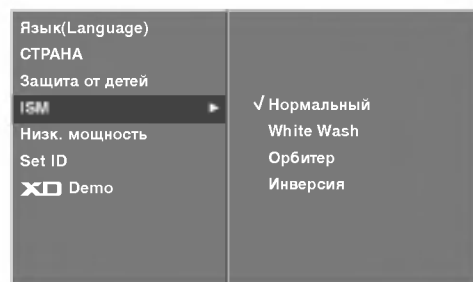 Язык(Language)
СТРАНА
Защита от детей
ISM
Низк. мощность
Set ID
XD Demo
√ Нормальный
White Wash
Орбитер
Инверсия